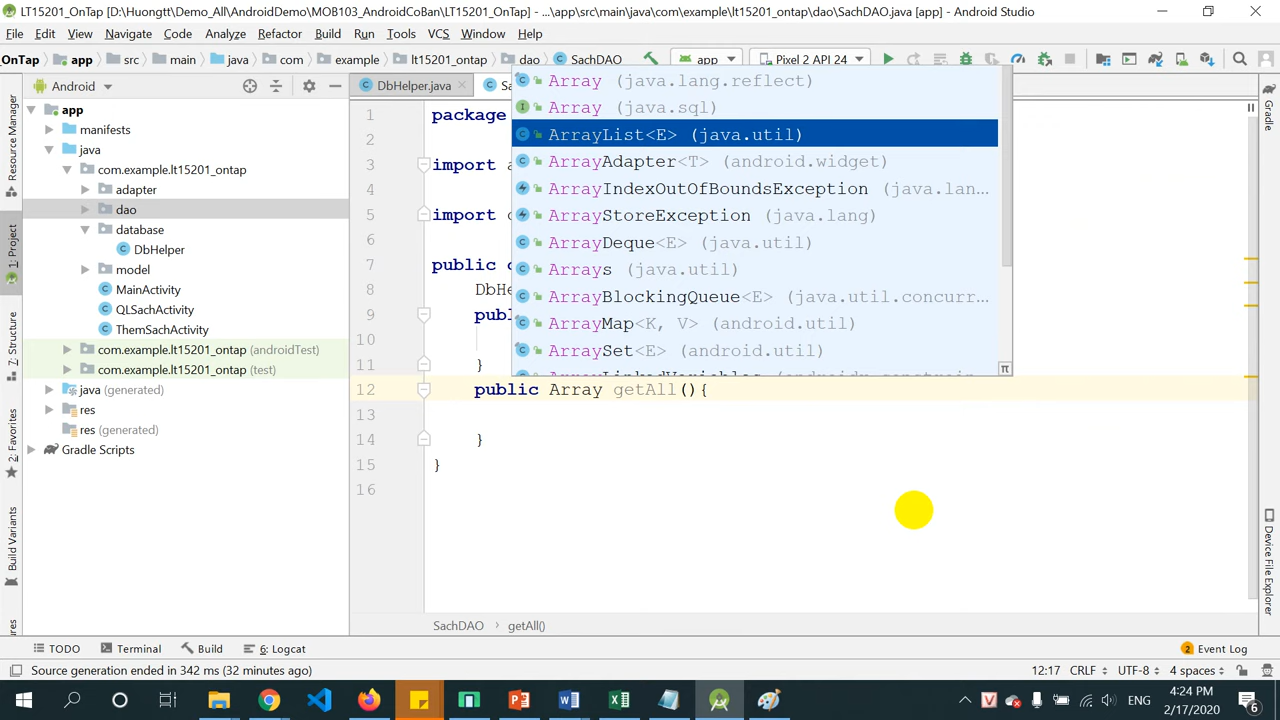 LT15201_OnTap [D:\Huongtt\Demo_All\AndroidDemo\MOB103_AndroidCoBan\LT15201_OnTap] - ...\app\src\main\java\com\example\lt15201_ontap\dao\SachDAO.java [app] - Android Studio
File Edit View Navigate Code Analyze Refactor Build Run Tools VCS Window Help
_OnTap app src main java com example lt15201_ontap dao SachDAO app Pixel 2 API 24
Android DbHelper.java
Array (java.lang.reflect)
Array (java.sql)
ArrayList<E> (java.util)
ArrayAdapter<T> (android.widget)
ArrayIndexOutOfBoundsException (java.lan...
ArrayStoreException (java.lang)
ArrayDeque<E> (java.util)
Arrays (java.util)
ArrayBlockingQueue<E> (java.util.concurr...
ArrayMap<K, V> (android.util)
ArraySet<E> (android.util)
app
manifests
java
com.example.lt15201_ontap
adapter
dao
database
DbHelper
model
MainActivity
QLSachActivity
ThemSachActivity
com.example.lt15201_ontap (androidTest)
com.example.lt15201_ontap (test)
java (generated)
res
res (generated)
Gradle Scripts
1 package
2
3 import
4
5 import
6
7 public
8 DbHe
9 pub
10
11 }
12 public Array getAll(){
13
14 }
15 }
16
SachDAO getAll()
Resource Manager
1: Project
7: Structure
2: Favorites
Build Variants
Gradle
Device File Explorer
TODO Terminal Build 6: Logcat 2 Event Log
Source generation ended in 342 ms (32 minutes ago) 12:17 CRLF UTF-8 4 spaces
ENG 4:24 PM
2/17/2020 6